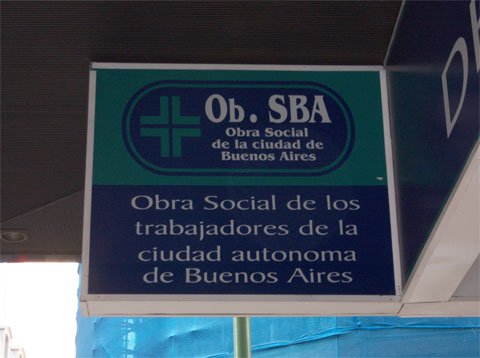 Ob. SBA
Obra Social
de la ciudad de
Buenos Aires
Obra Social de los
trabajadores de la
ciudad autonoma
de Buenos Aires